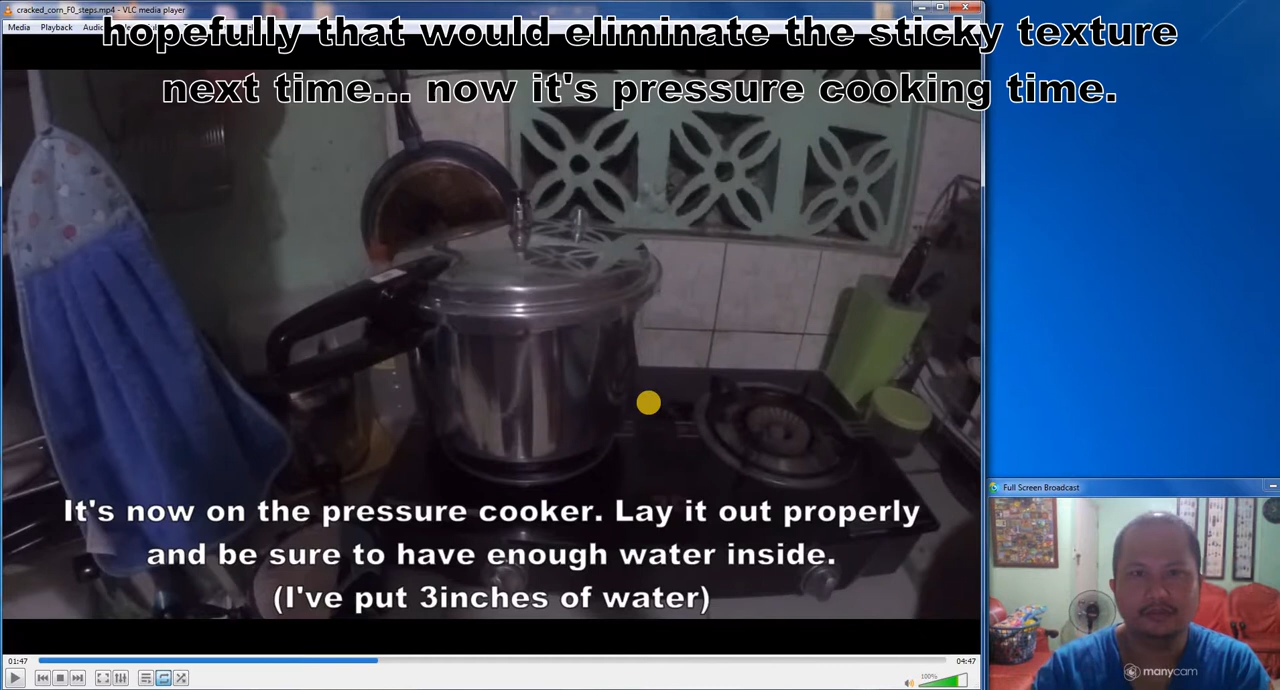 cracked_corn_F0_steps.mp4 - VLC media player
Media Playback Audio
hopefully that would eliminate the sticky texture
next time... now it's pressure cooking time.
It's now on the pressure cooker. Lay it out properly
and be sure to have enough water inside.
(I've put 3inches of water)
Full Screen Broadcast
manycam
01:47
04:47
100%